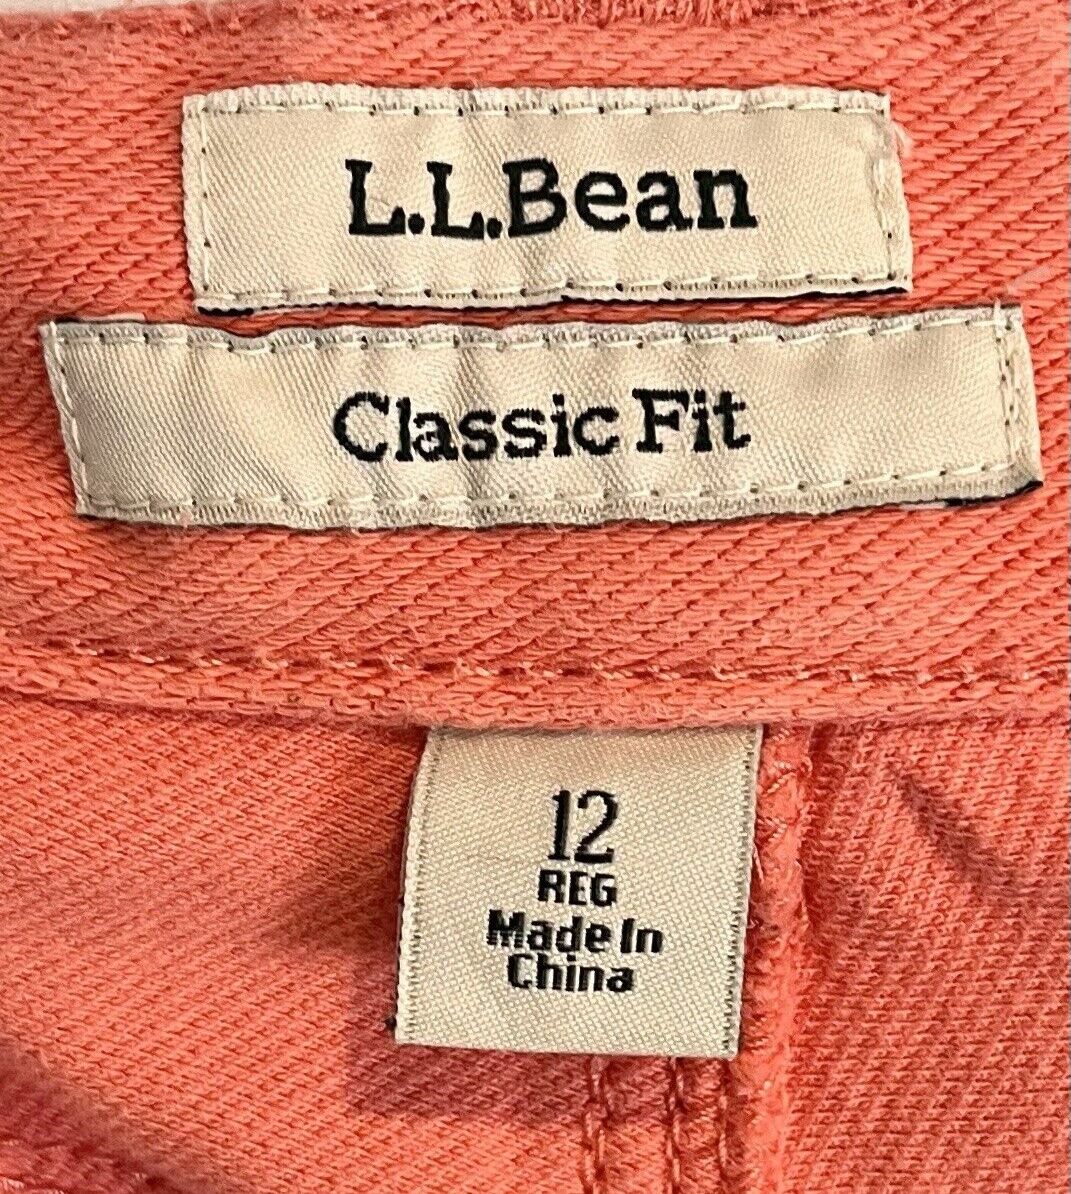 L.L.Bean
Classic Fit
12
REG
Made In
China